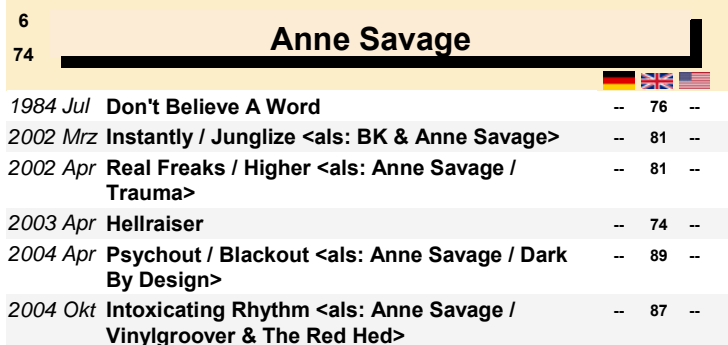 6
74
Anne Savage
1984 Jul Don't Believe A Word -- 76 --
2002 Mrz Instantly / Junglize <als: BK & Anne Savage> -- 81 --
2002 Apr Real Freaks / Higher <als: Anne Savage / -- 81 --
Trauma>
2003 Apr Hellraiser -- 74 --
2004 Apr Psychout / Blackout <als: Anne Savage / Dark -- 89 --
By Design>
2004 Okt Intoxicating Rhythm <als: Anne Savage / -- 87 --
Vinylgroover & The Red Hed>